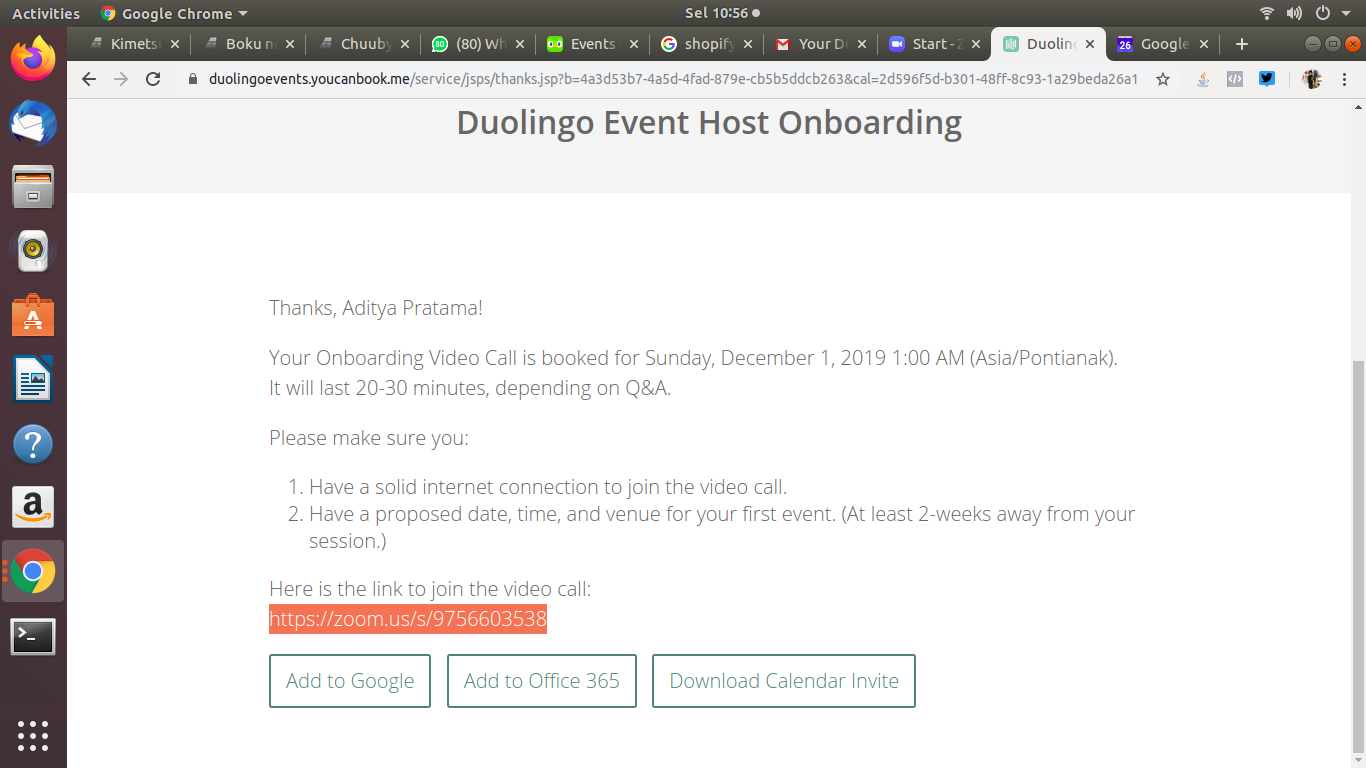 Activities Google Chrome Sel 10:56
Kimets Boku n Chuuby (80) Wh Events shopify Your D Start - Z Duoling Google
duolingoevents.youcanbook.me/service/jsps/thanks.jsp?b=4a3d53b7-4a5d-4fad-879e-cb5b5ddcb263&cal=2d596f5d-b301-48ff-8c93-1a29beda26a1
Duolingo Event Host Onboarding
Thanks, Aditya Pratama!
Your Onboarding Video Call is booked for Sunday, December 1, 2019 1:00 AM (Asia/Pontianak).
It will last 20-30 minutes, depending on Q&A.
Please make sure you:
1. Have a solid internet connection to join the video call.
2. Have a proposed date, time, and venue for your first event. (At least 2-weeks away from your
session.)
Here is the link to join the video call:
https://zoom.us/s/9756603538
Add to Google Add to Office 365 Download Calendar Invite